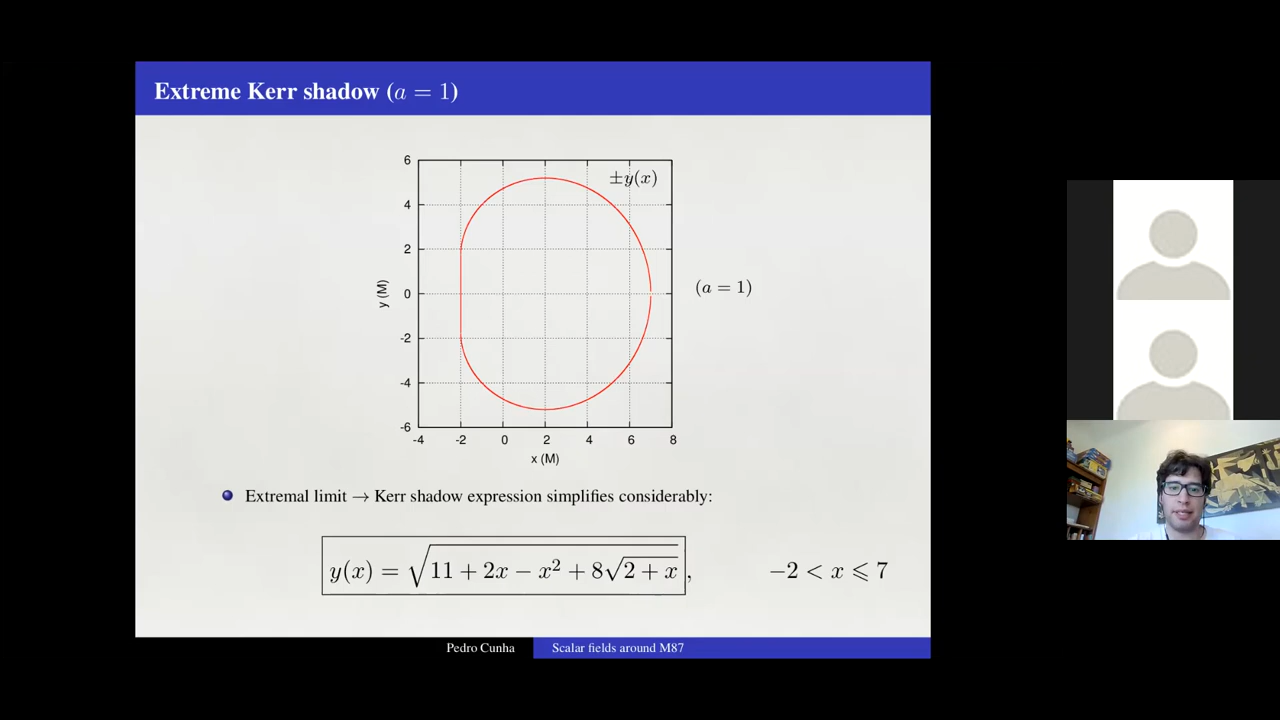 Extreme Kerr shadow (a = 1)
6
±y(x)
4
2
y (M)
0
(a = 1)
-2
-4
-6
-4 -2 0 2 4 6 8
x (M)
Extremal limit → Kerr shadow expression simplifies considerably:
y(x) = √(11 + 2x − x² + 8√(2 + x)), −2 < x ⩽ 7
Pedro Cunha Scalar fields around M87